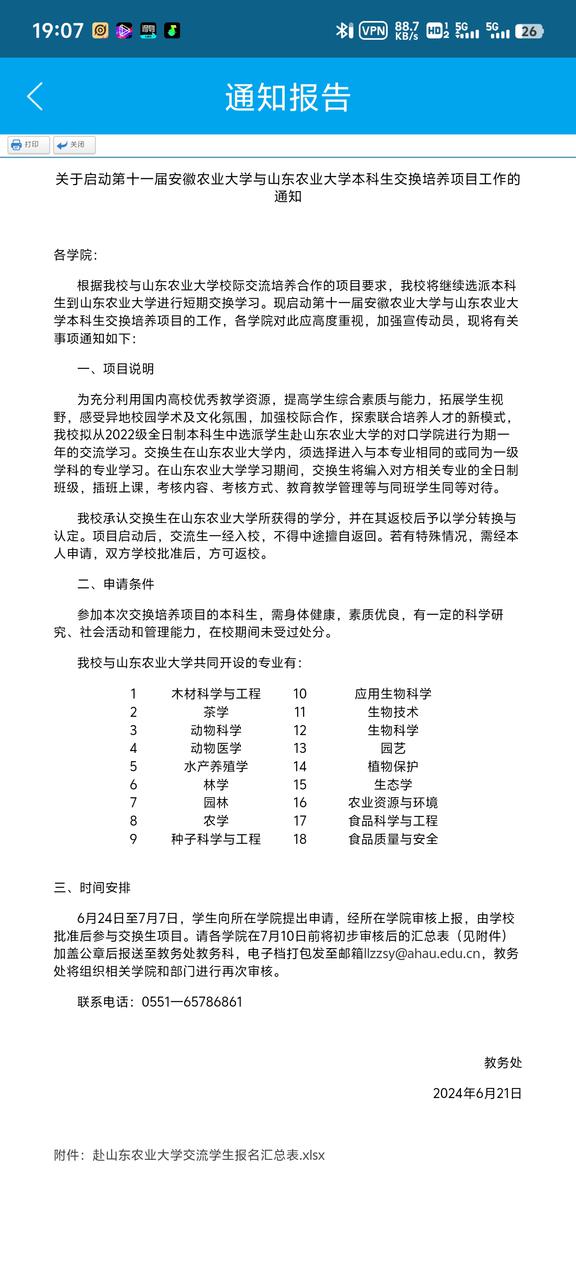 19:07
VPN
88.7
KB/s
HD 1 2
5G
5G
26
通知报告
打印
关闭
关于启动第十一届安徽农业大学与山东农业大学本科生交换培养项目工作的
通知
各学院：
根据我校与山东农业大学校际交流培养合作的项目要求，我校将继续选派本科
生到山东农业大学进行短期交换学习。现启动第十一届安徽农业大学与山东农业大
学本科生交换培养项目的工作，各学院对此应高度重视，加强宣传动员，现将有关
事项通知如下：
一、项目说明
为充分利用国内高校优秀教学资源，提高学生综合素质与能力，拓展学生视
野，感受异地校园学术及文化氛围，加强校际合作，探索联合培养人才的新模式，
我校拟从2022级全日制本科生中选派学生赴山东农业大学的对口学院进行为期一
年的交流学习。交换生在山东农业大学内，须选择进入与本专业相同的或同为一级
学科的专业学习。在山东农业大学学习期间，交换生将编入对方相关专业的全日制
班级，插班上课，考核内容、考核方式、教育教学管理等与同班学生同等对待。
我校承认交换生在山东农业大学所获得的学分，并在其返校后予以学分转换与
认定。项目启动后，交流生一经入校，不得中途擅自返回。若有特殊情况，需经本
人申请，双方学校批准后，方可返校。
二、申请条件
参加本次交换培养项目的本科生，需身体健康，素质优良，有一定的科学研
究、社会活动和管理能力，在校期间未受过处分。
我校与山东农业大学共同开设的专业有：
1 木材科学与工程 10 应用生物科学
2 茶学 11 生物技术
3 动物科学 12 生物科学
4 动物医学 13 园艺
5 水产养殖学 14 植物保护
6 林学 15 生态学
7 园林 16 农业资源与环境
8 农学 17 食品科学与工程
9 种子科学与工程 18 食品质量与安全
三、时间安排
6月24日至7月7日，学生向所在学院提出申请，经所在学院审核上报，由学校
批准后参与交换生项目。请各学院在7月10日前将初步审核后的汇总表（见附件）
加盖公章后报送至教务处教务科，电子档打包发至邮箱llzzsy@ahau.edu.cn，教务
处将组织相关学院和部门进行再次审核。
联系电话：0551—65786861
教务处
2024年6月21日
附件：赴山东农业大学交流学生报名汇总表.xlsx